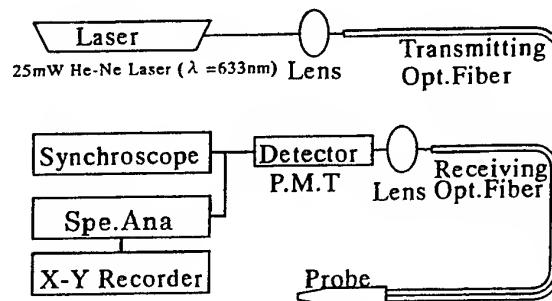 Laser
25mW He-Ne Laser ( λ =633nm)
Lens
Transmitting
Opt.Fiber
Synchroscope
Detector
P.M.T
Lens
Receiving
Opt.Fiber
Spe.Ana
X-Y Recorder
Probe